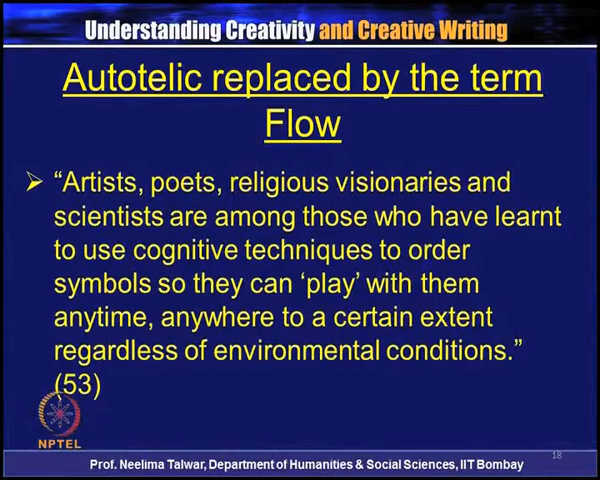 Understanding Creativity and Creative Writing
Autotelic replaced by the term
Flow
“Artists, poets, religious visionaries and
scientists are among those who have learnt
to use cognitive techniques to order
symbols so they can ‘play’ with them
anytime, anywhere to a certain extent
regardless of environmental conditions.”
(53)
NPTEL
18
Prof. Neelima Talwar, Department of Humanities & Social Sciences, IIT Bombay